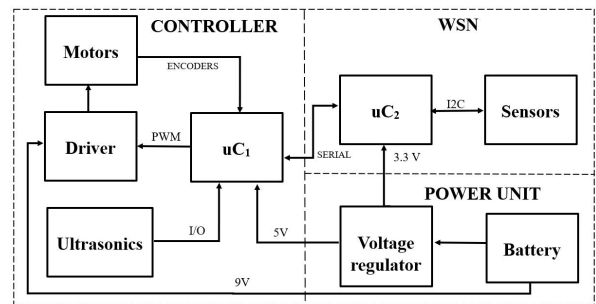 CONTROLLER
WSN
Motors
ENCODERS
uC1
uC2
I2C
Sensors
Driver
PWM
SERIAL
3.3 V
POWER UNIT
Ultrasonics
I/O
5V
Voltage
regulator
Battery
9V